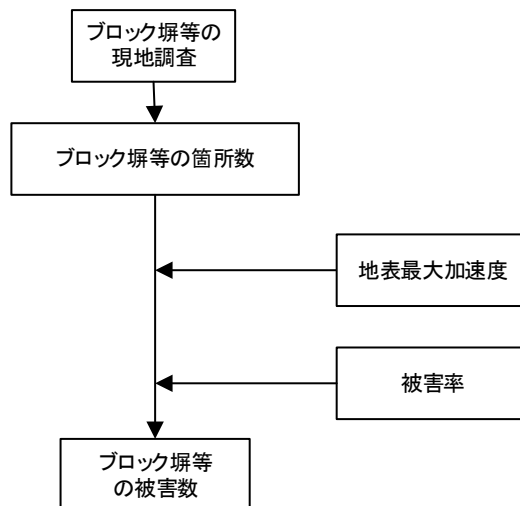 ブロック塀等の
現地調査
ブロック塀等の箇所数
地表最大加速度
被害率
ブロック塀等
の被害数